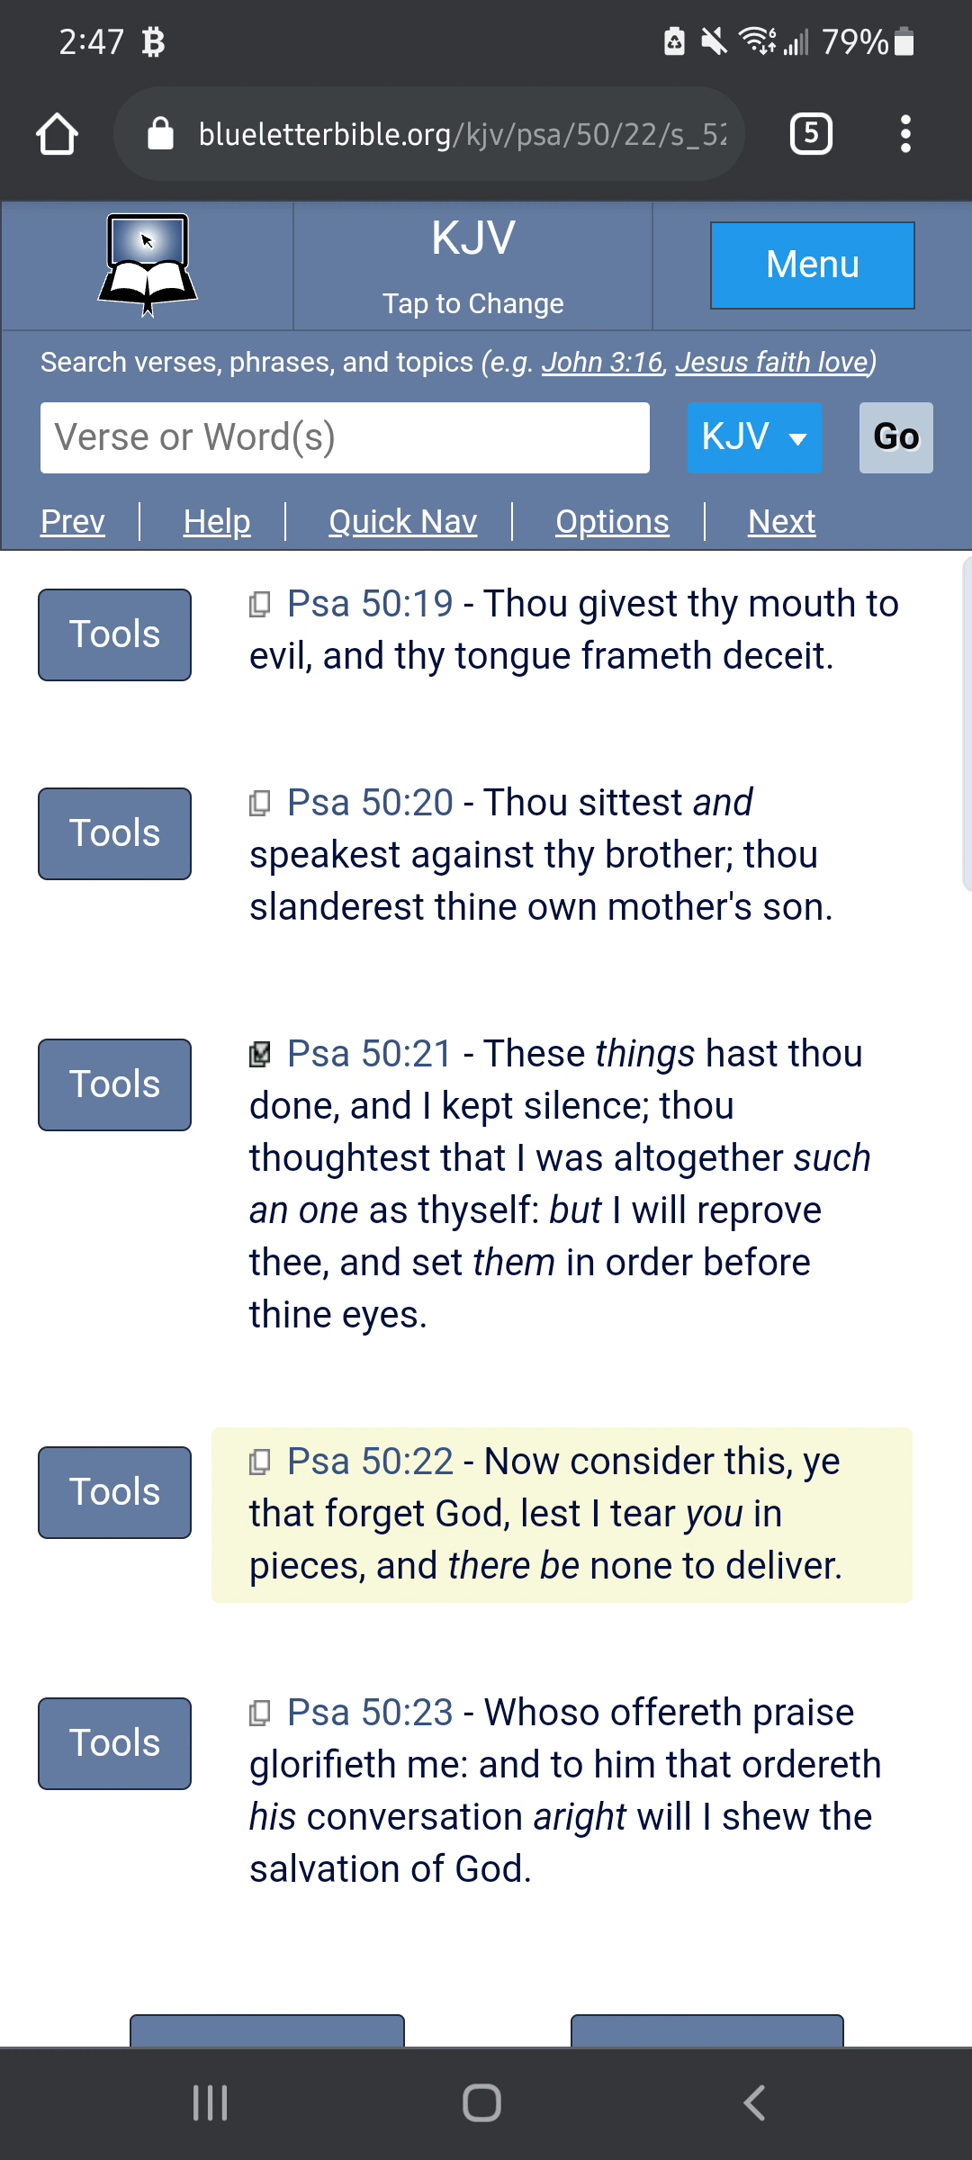 2:47
79%
blueletterbible.org/kjv/psa/50/22/s_52
5
KJV
Tap to Change
Menu
Search verses, phrases, and topics (e.g. John 3:16, Jesus faith love)
Verse or Word(s)
KJV
Go
Prev
Help
Quick Nav
Options
Next
Tools
Psa 50:19 - Thou givest thy mouth to
evil, and thy tongue frameth deceit.
Tools
Psa 50:20 - Thou sittest and
speakest against thy brother; thou
slanderest thine own mother's son.
Tools
Psa 50:21 - These things hast thou
done, and I kept silence; thou
thoughtest that I was altogether such
an one as thyself: but I will reprove
thee, and set them in order before
thine eyes.
Tools
Psa 50:22 - Now consider this, ye
that forget God, lest I tear you in
pieces, and there be none to deliver.
Tools
Psa 50:23 - Whoso offereth praise
glorifieth me: and to him that ordereth
his conversation aright will I shew the
salvation of God.